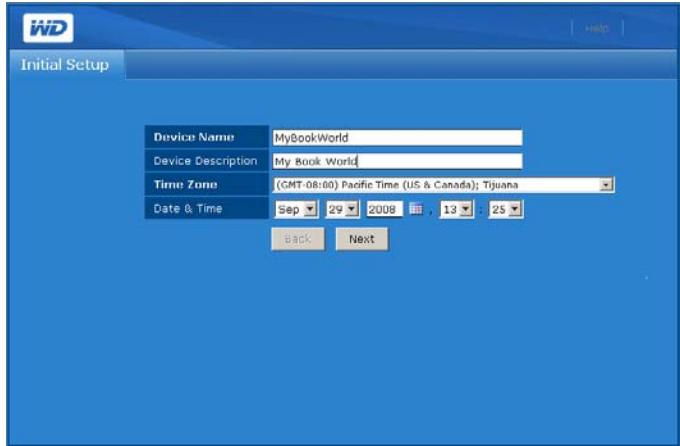 WD
Help
Initial Setup
Device Name MyBookWorld
Device Description My Book World
Time Zone (GMT-08:00) Pacific Time (US & Canada); Tijuana
Date & Time Sep 29 2008 , 13 : 25
Back Next